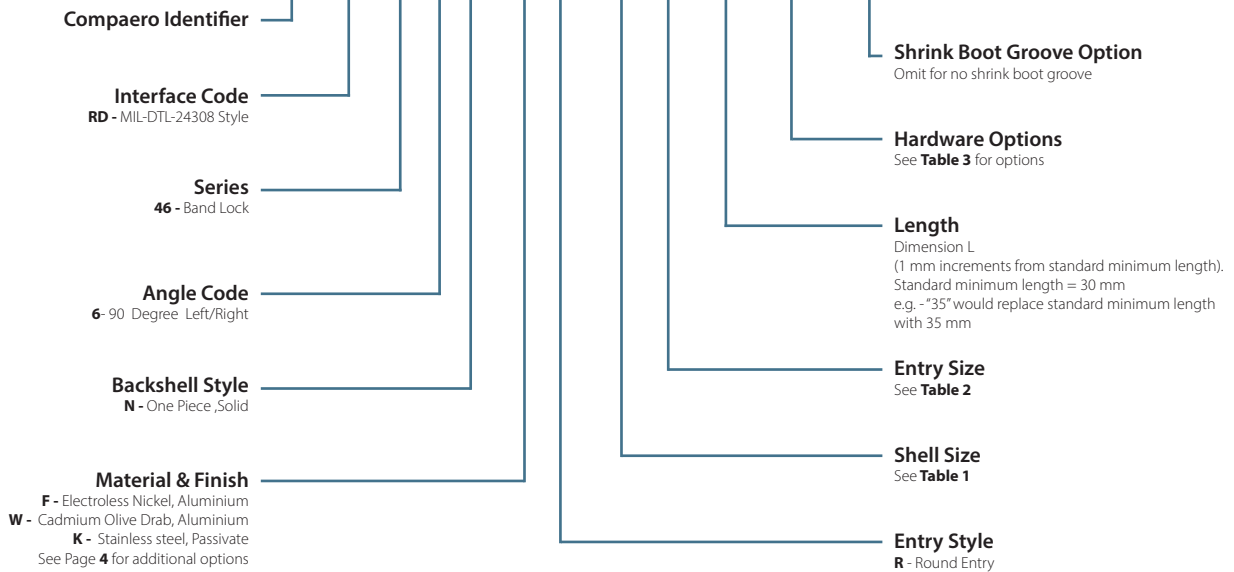 Compaero Identifier
Interface Code
RD - MIL-DTL-24308 Style
Series
46 - Band Lock
Angle Code
6- 90 Degree Left/Right
Backshell Style
N - One Piece ,Solid
Material & Finish
F - Electroless Nickel, Aluminium
W - Cadmium Olive Drab, Aluminium
K - Stainless steel, Passivate
See Page 4 for additional options
Shrink Boot Groove Option
Omit for no shrink boot groove
Hardware Options
See Table 3 for options
Length
Dimension L
(1 mm increments from standard minimum length).
Standard minimum length = 30 mm
e.g. - “35” would replace standard minimum length
with 35 mm
Entry Size
See Table 2
Shell Size
See Table 1
Entry Style
R - Round Entry